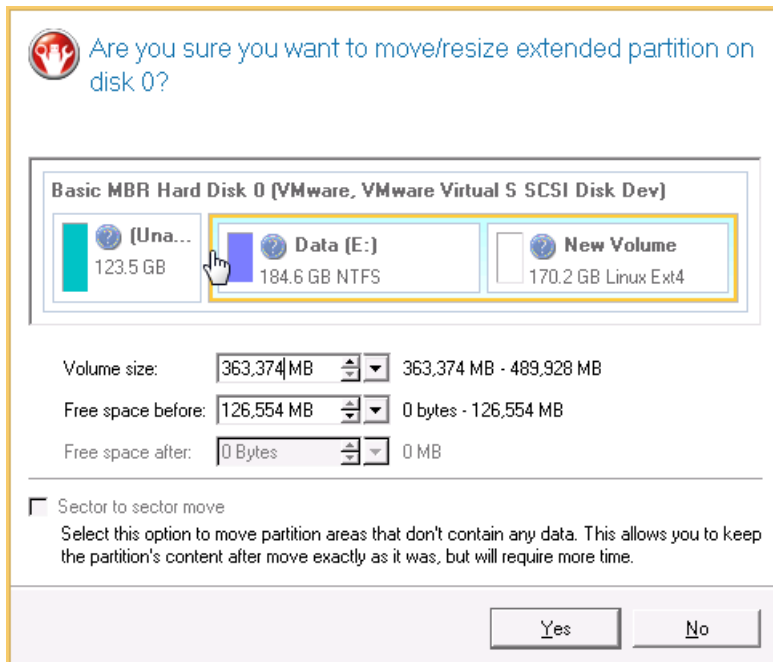 Are you sure you want to move/resize extended partition on
disk 0?
Basic MBR Hard Disk 0 (VMware, VMware Virtual S SCSI Disk Dev)
(Una...
123.5 GB
Data (E:)
184.6 GB NTFS
New Volume
170.2 GB Linux Ext4
Volume size: 363,374 MB 363,374 MB - 489,928 MB
Free space before: 126,554 MB 0 bytes - 126,554 MB
Free space after: 0 Bytes 0 MB
Sector to sector move
Select this option to move partition areas that don't contain any data. This allows you to keep
the partition's content after move exactly as it was, but will require more time.
Yes No